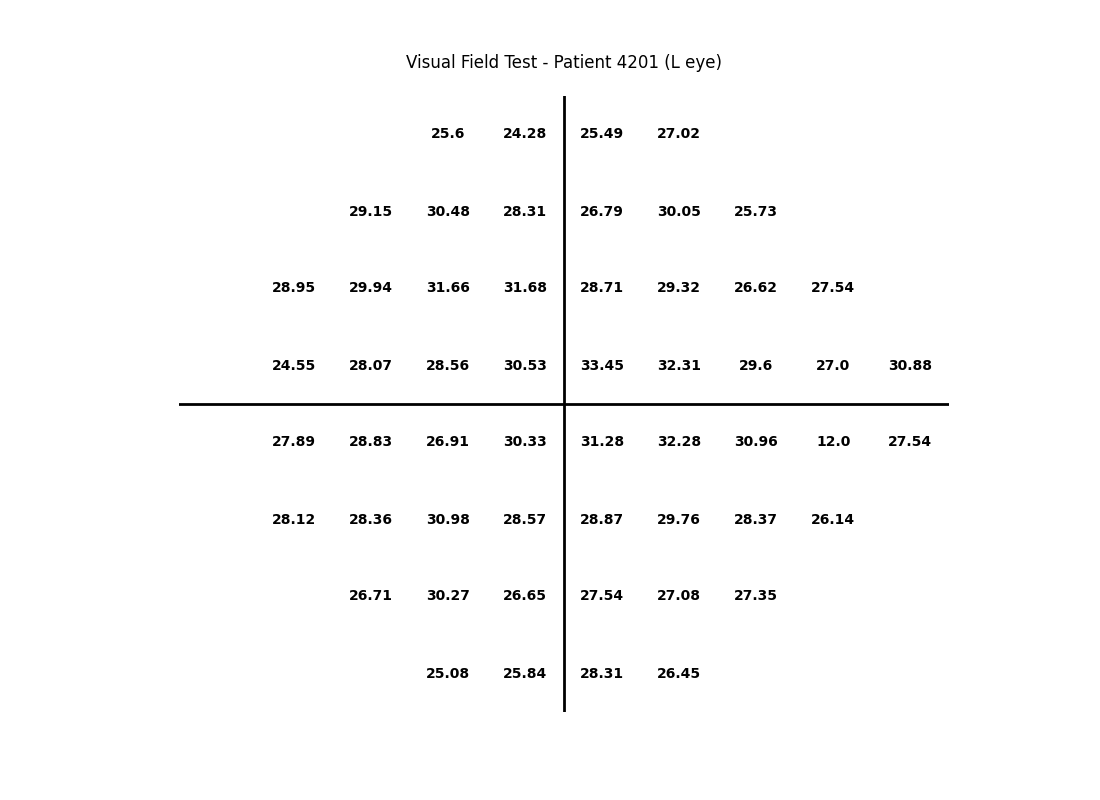 Visual Field Test - Patient 4201 (L eye)
25.6 24.28 25.49 27.02
29.15 30.48 28.31 26.79 30.05 25.73
28.95 29.94 31.66 31.68 28.71 29.32 26.62 27.54
24.55 28.07 28.56 30.53 33.45 32.31 29.6 27.0 30.88
27.89 28.83 26.91 30.33 31.28 32.28 30.96 12.0 27.54
28.12 28.36 30.98 28.57 28.87 29.76 28.37 26.14
26.71 30.27 26.65 27.54 27.08 27.35
25.08 25.84 28.31 26.45